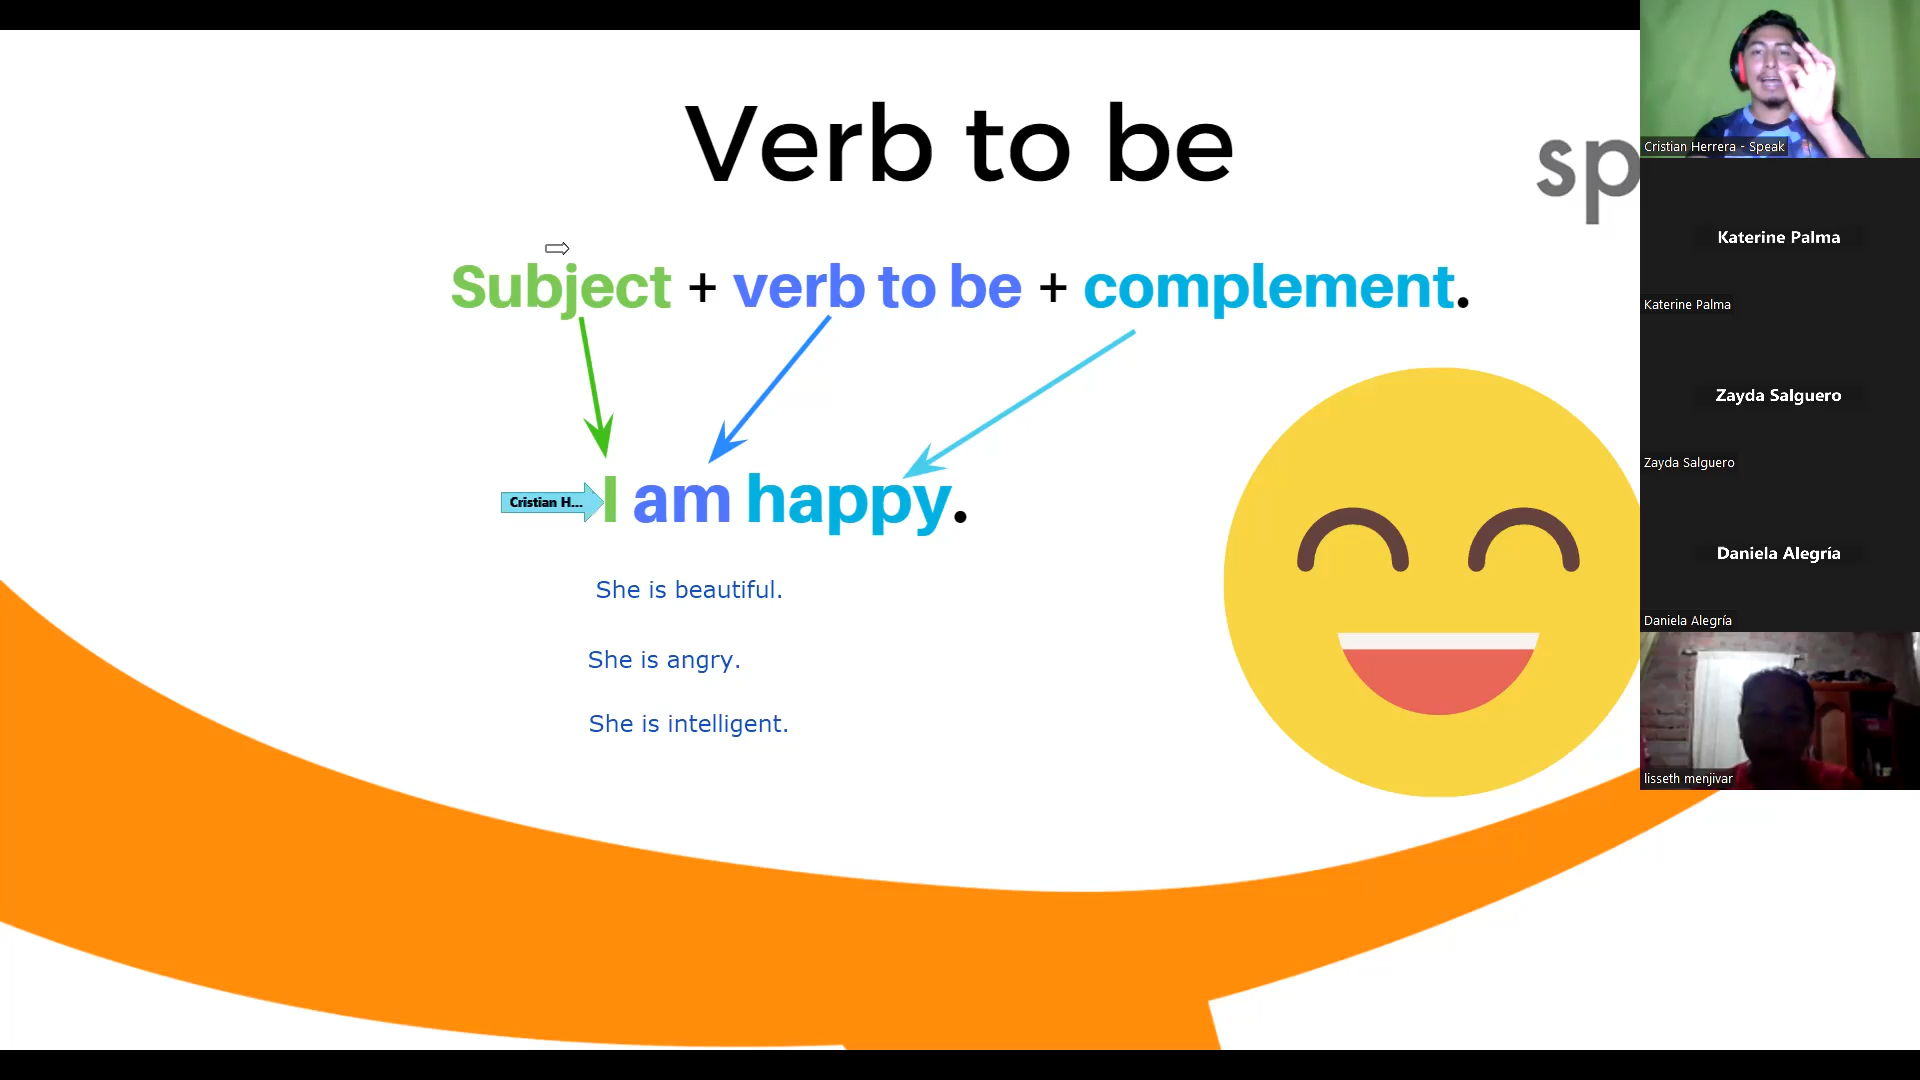 Verb to be
sp
Subject + verb to be + complement.
Cristian H...
I am happy.
She is beautiful.
She is angry.
She is intelligent.
Cristian Herrera - Speak
Katerine Palma
Katerine Palma
Zayda Salguero
Zayda Salguero
Daniela Alegría
Daniela Alegría
lisseth menjivar